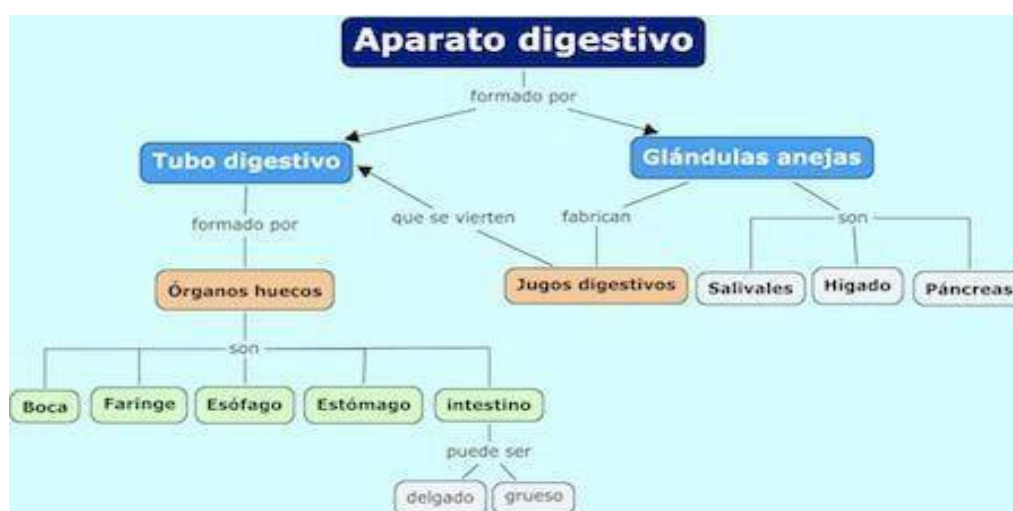 Aparato digestivo
formado por
Tubo digestivo
Glándulas anejas
formado por
que se vierten
fabrican
son
Órganos huecos
Jugos digestivos
Salivales
Hígado
Páncreas
son
Boca
Faringe
Esófago
Estómago
intestino
puede ser
delgado
grueso